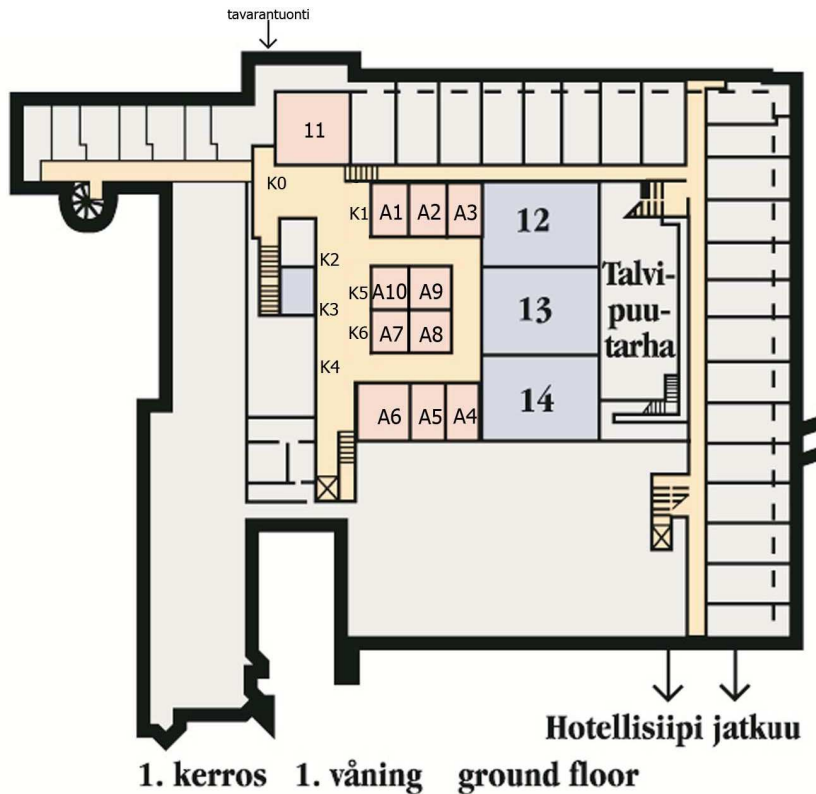 tavarantuonti
11
K0
K1 A1 A2 A3
12
K2
K5 A10 A9
K3
K6 A7 A8
13
Talvi-
puu-
tarha
K4
A6 A5 A4
14
Hotellisiipi jatkuu
1. kerros 1. våning ground floor